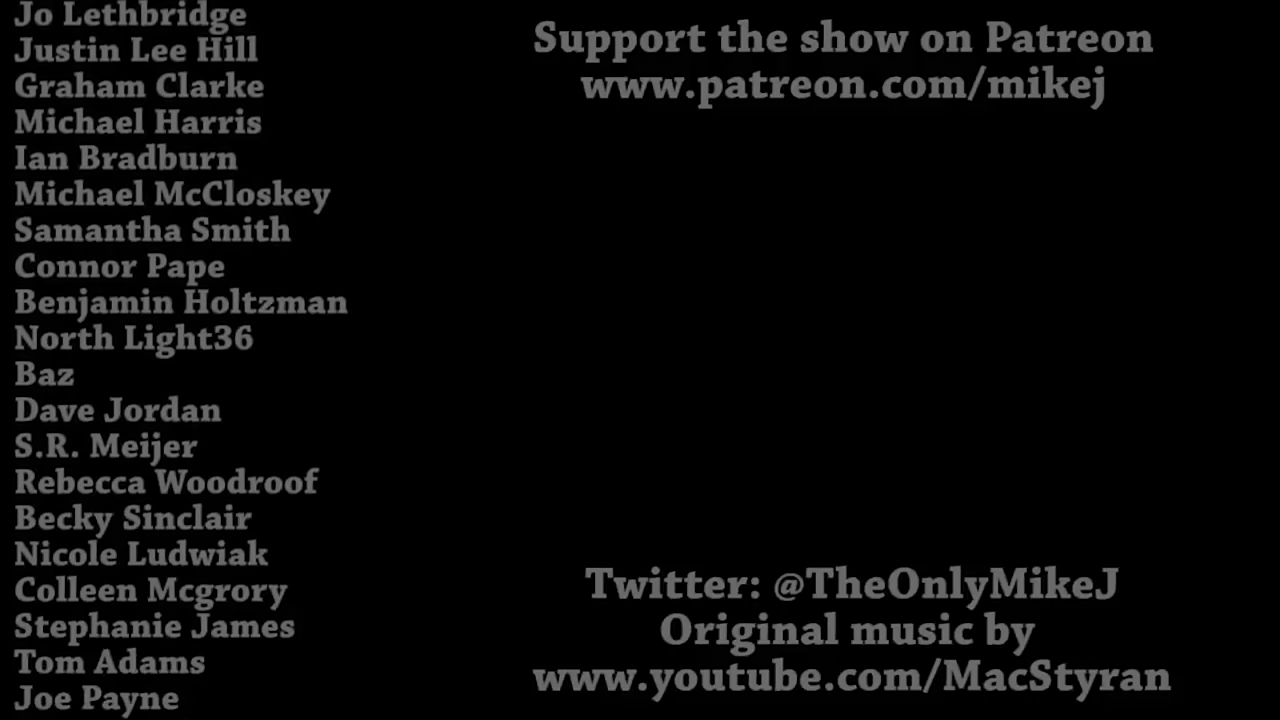 Jo Lethbridge
Justin Lee Hill
Graham Clarke
Michael Harris
Ian Bradburn
Michael McCloskey
Samantha Smith
Connor Pape
Benjamin Holtzman
North Light36
Baz
Dave Jordan
S.R. Meijer
Rebecca Woodroof
Becky Sinclair
Nicole Ludwiak
Colleen Mcgrory
Stephanie James
Tom Adams
Joe Payne
Support the show on Patreon
www.patreon.com/mikej
Twitter: @TheOnlyMikeJ
Original music by
www.youtube.com/MacStyran